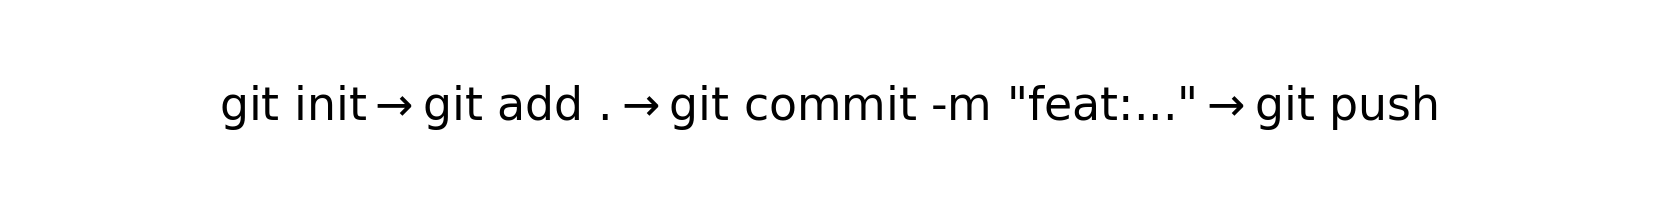 git init → git add . → git commit -m "feat:..." → git push